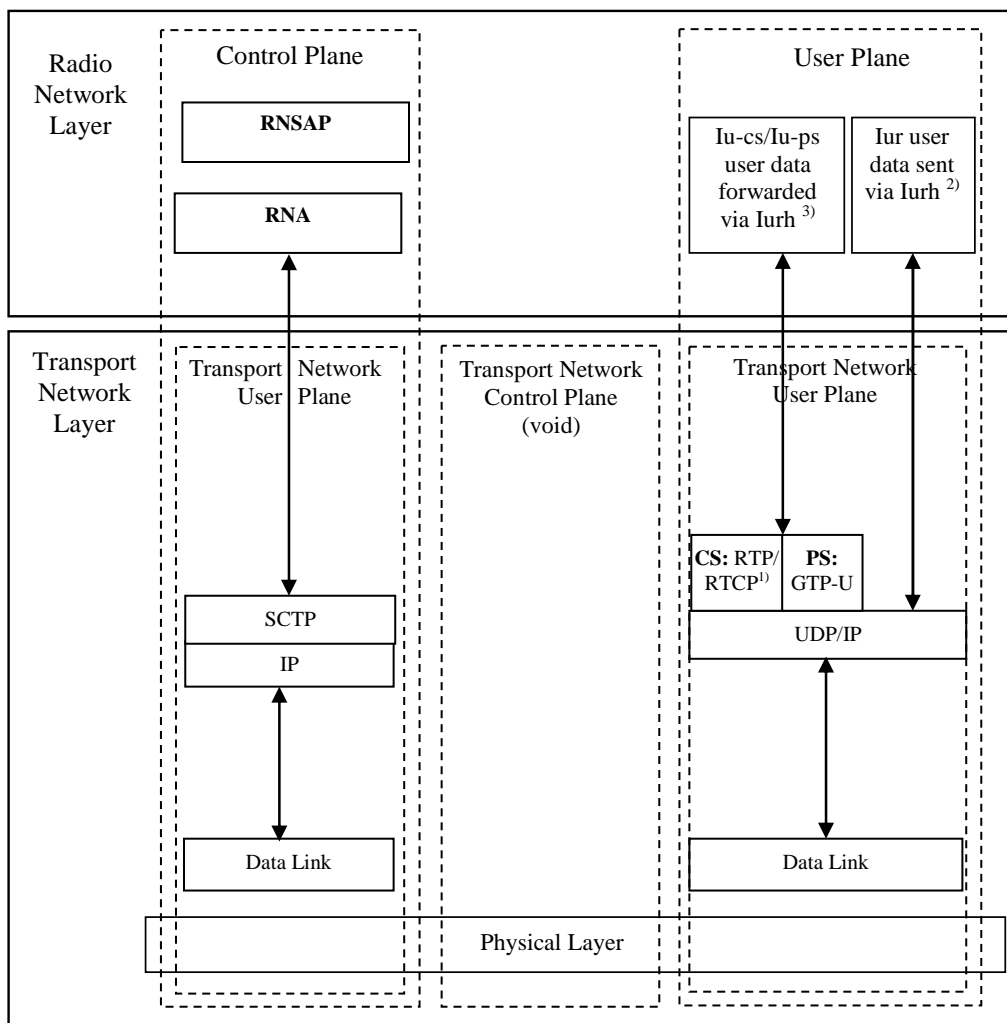 Radio
Network
Layer
Control Plane
RNSAP
RNA
User Plane
Iu-cs/Iu-ps
user data
forwarded
via Iurh 3)
Iur user
data sent
via Iurh 2)
Transport
Network
Layer
Transport Network
User Plane
SCTP
IP
Data Link
Transport Network
Control Plane
(void)
Transport Network
User Plane
CS: RTP/
RTCP1)
PS:
GTP-U
UDP/IP
Data Link
Physical Layer